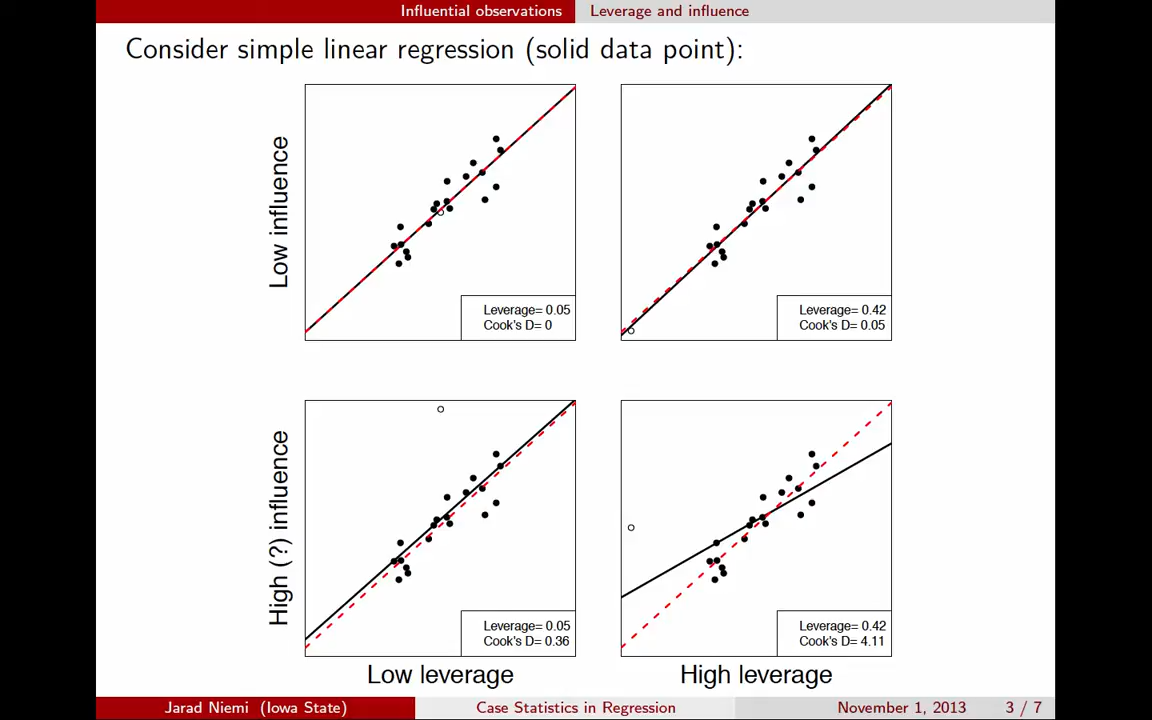 Influential observations Leverage and influence
Consider simple linear regression (solid data point):
Low influence
Leverage= 0.05
Cook's D= 0
Leverage= 0.42
Cook's D= 0.05
High (?) influence
Leverage= 0.05
Cook's D= 0.36
Leverage= 0.42
Cook's D= 4.11
Low leverage
High leverage
Jarad Niemi (Iowa State) Case Statistics in Regression November 1, 2013 3 / 7